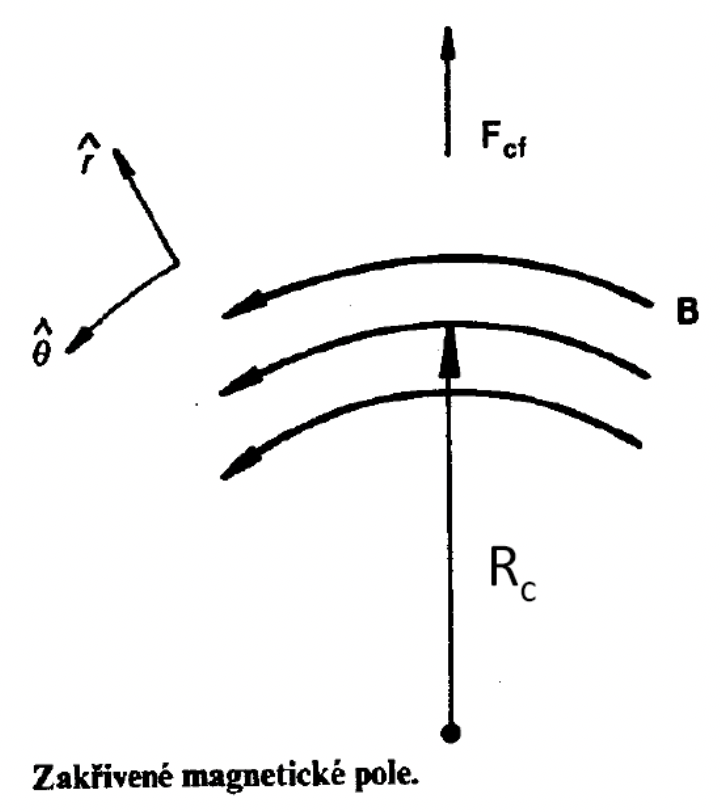 F_cf
r̂
θ̂
B
R_c
Zakřivené magnetické pole.